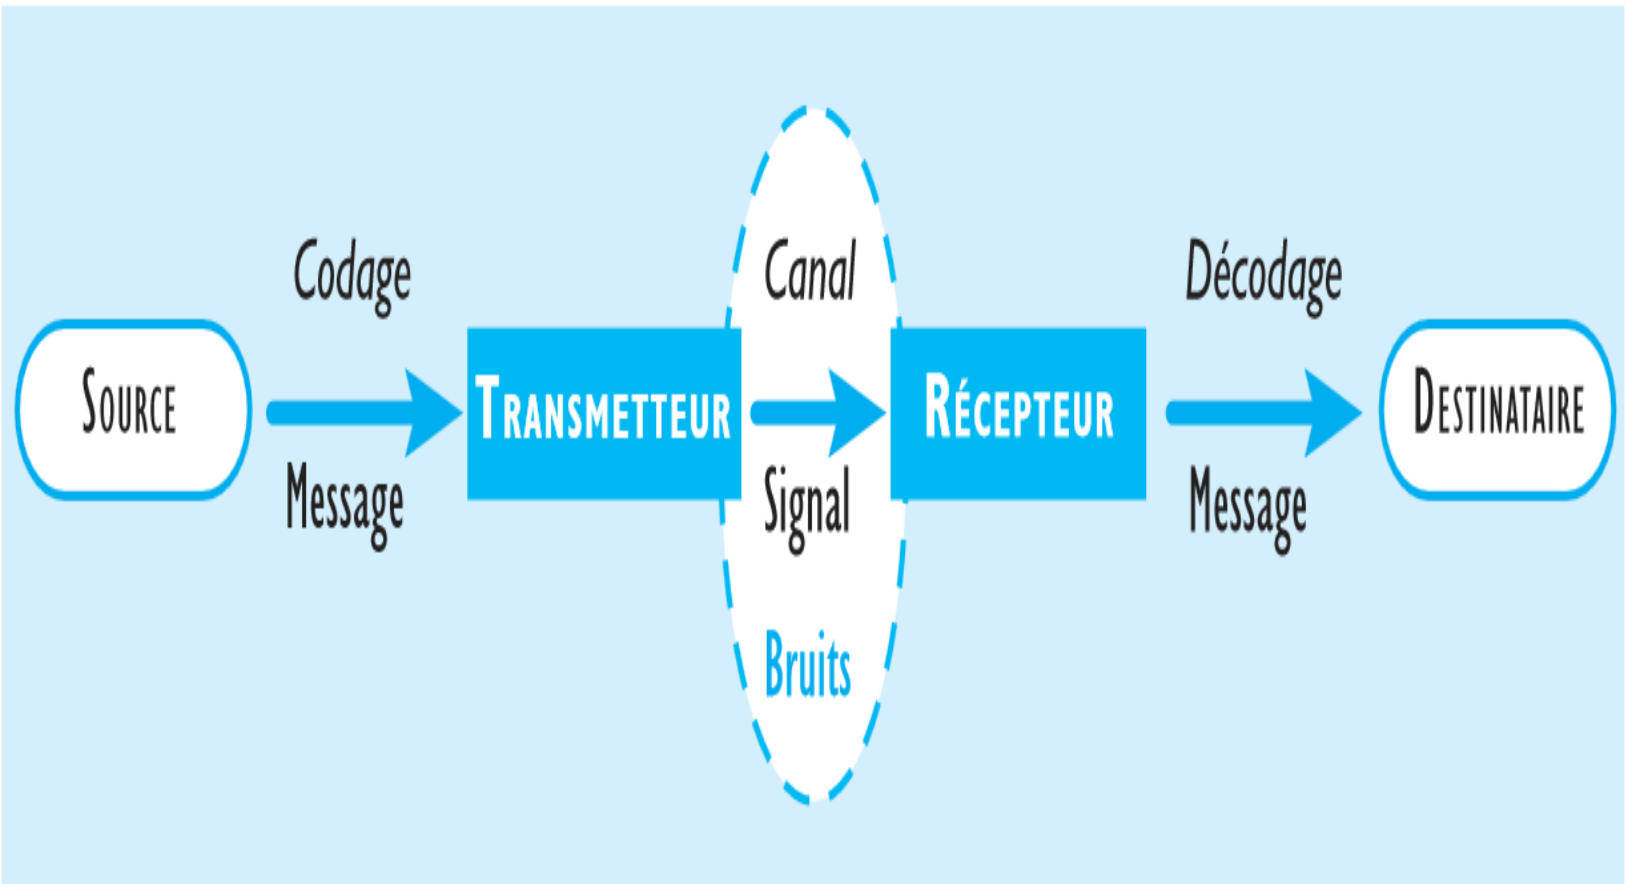 Codage
Canal
Décodage
SOURCE
TRANSMETTEUR
RÉCEPTEUR
DESTINATAIRE
Message
Signal
Message
Bruits